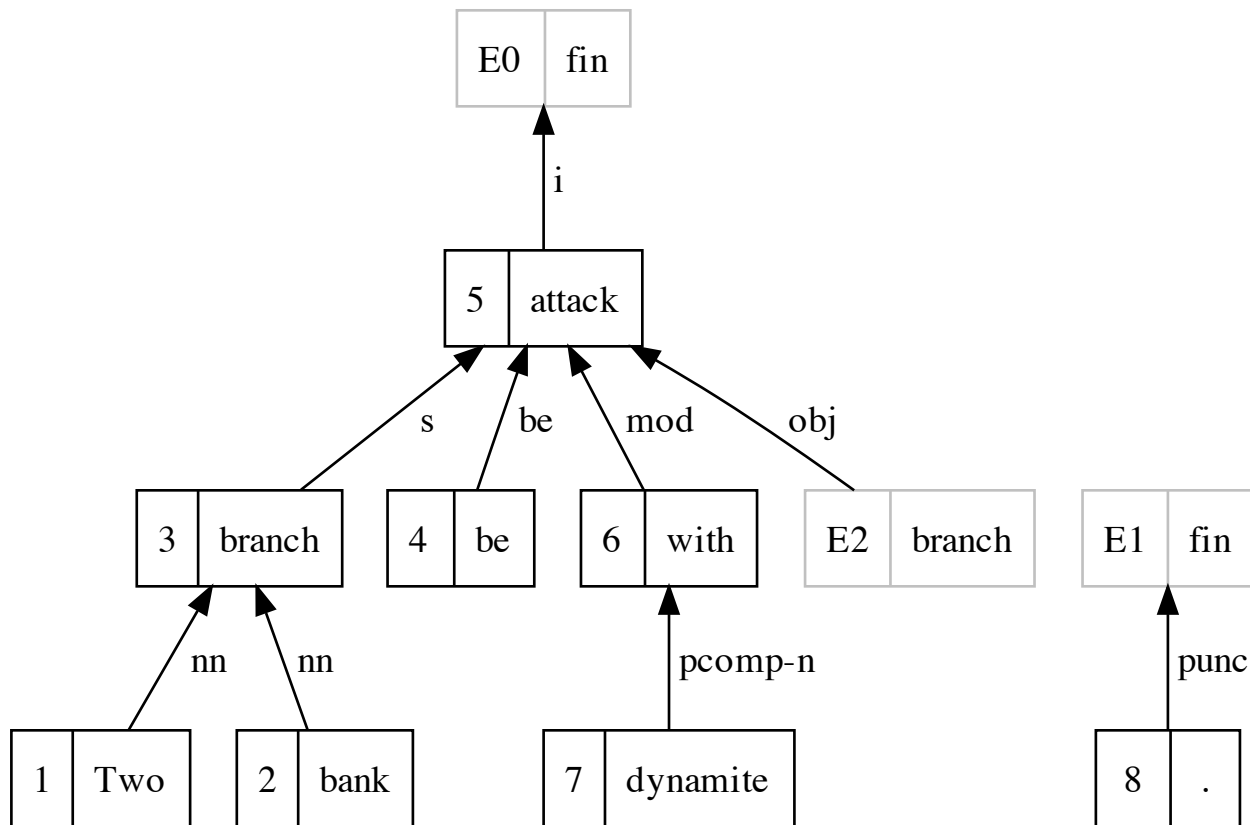 E0 fin
i
5 attack
s be mod obj
3 branch 4 be 6 with E2 branch E1 fin
nn nn pcomp-n punc
1 Two 2 bank 7 dynamite 8 .